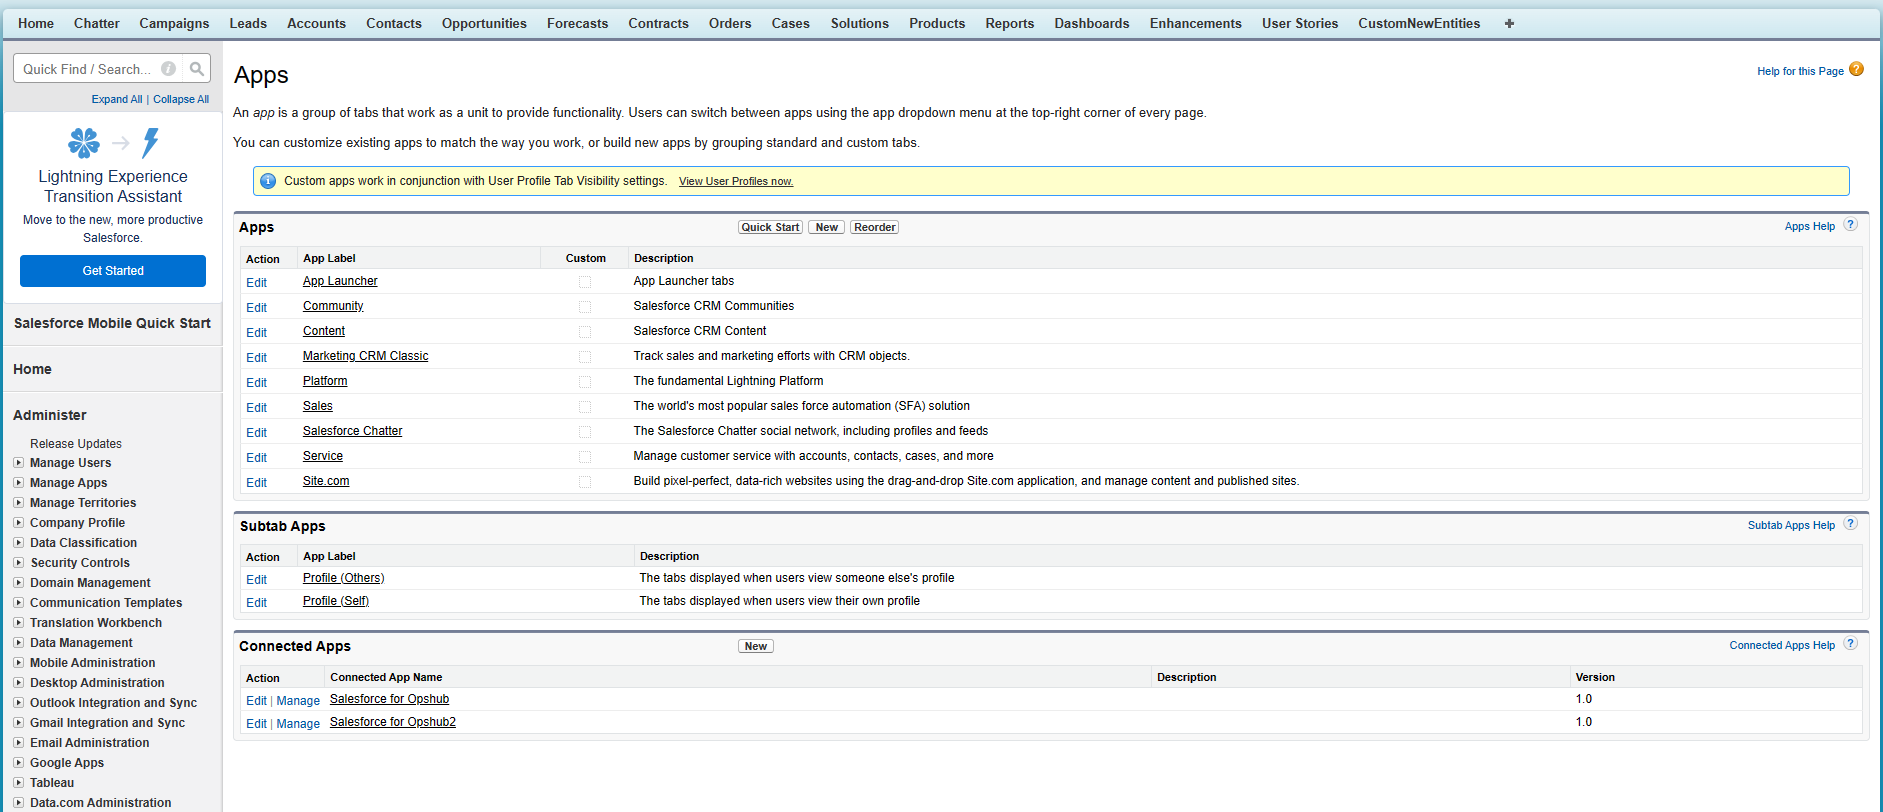 Home Chatter Campaigns Leads Accounts Contacts Opportunities Forecasts Contracts Orders Cases Solutions Products Reports Dashboards Enhancements User Stories CustomNewEntities +
Quick Find / Search...
Expand All | Collapse All
Lightning Experience
Transition Assistant
Move to the new, more productive
Salesforce.
Get Started
Salesforce Mobile Quick Start
Home
Administer
Release Updates
Manage Users
Manage Apps
Manage Territories
Company Profile
Data Classification
Security Controls
Domain Management
Communication Templates
Translation Workbench
Data Management
Mobile Administration
Desktop Administration
Outlook Integration and Sync
Gmail Integration and Sync
Email Administration
Google Apps
Tableau
Data.com Administration
Apps
Help for this Page ?
An app is a group of tabs that work as a unit to provide functionality. Users can switch between apps using the app dropdown menu at the top-right corner of every page.
You can customize existing apps to match the way you work, or build new apps by grouping standard and custom tabs.
Custom apps work in conjunction with User Profile Tab Visibility settings. View User Profiles now.
Apps Quick Start New Reorder Apps Help ?
Action App Label Custom Description
Edit App Launcher App Launcher tabs
Edit Community Salesforce CRM Communities
Edit Content Salesforce CRM Content
Edit Marketing CRM Classic Track sales and marketing efforts with CRM objects.
Edit Platform The fundamental Lightning Platform
Edit Sales The world's most popular sales force automation (SFA) solution
Edit Salesforce Chatter The Salesforce Chatter social network, including profiles and feeds
Edit Service Manage customer service with accounts, contacts, cases, and more
Edit Site.com Build pixel-perfect, data-rich websites using the drag-and-drop Site.com application, and manage content and published sites.
Subtab Apps Subtab Apps Help ?
Action App Label Description
Edit Profile (Others) The tabs displayed when users view someone else's profile
Edit Profile (Self) The tabs displayed when users view their own profile
Connected Apps New Connected Apps Help ?
Action Connected App Name Description Version
Edit | Manage Salesforce for Opshub 1.0
Edit | Manage Salesforce for Opshub2 1.0